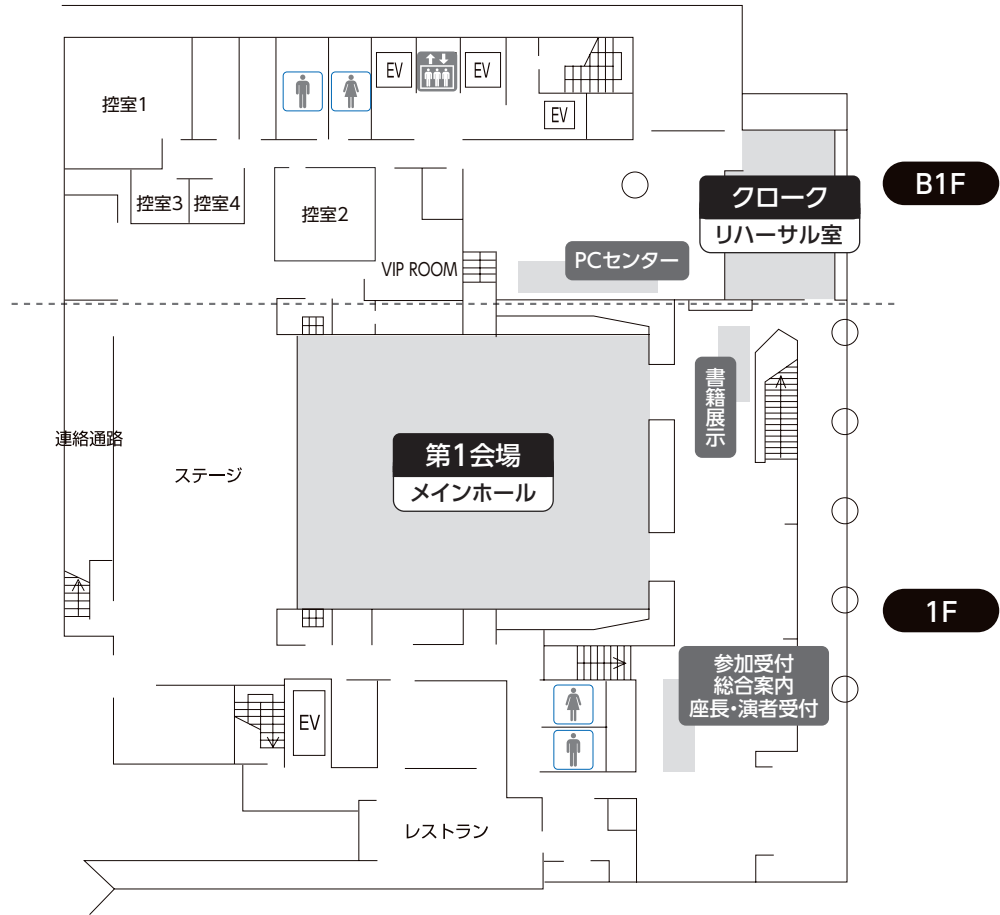 EV
EV
EV
控室1
控室3
控室4
控室2
VIP ROOM
PCセンター
クローク
リハーサル室
B1F
書籍展示
連絡通路
ステージ
第1会場
メインホール
1F
参加受付
総合案内
座長・演者受付
EV
レストラン